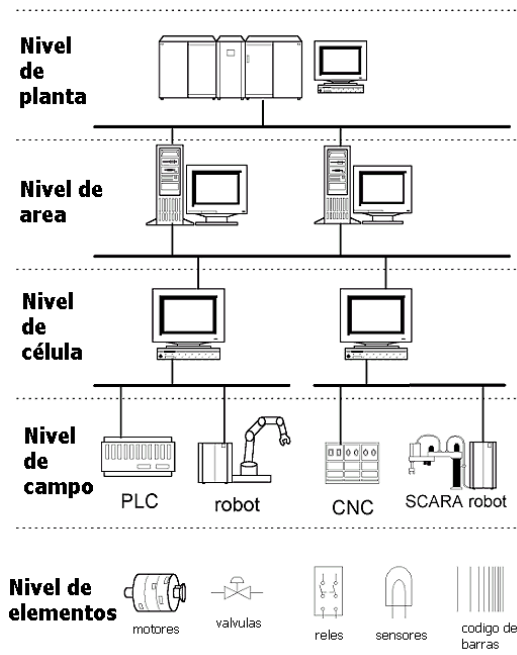 Nivel
de
planta
Nivel de
area
Nivel
de
célula
Nivel
de
campo
PLC
robot
CNC
SCARA robot
Nivel de
elementos
motores
valvulas
reles
sensores
codigo de
barras